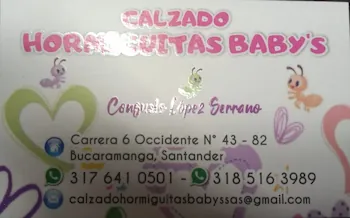 CALZADO
HORMIGUITAS BABY'S
Consuelo López Serrano
Carrera 6 Occidente N° 43 - 82
Bucaramanga, Santander
317 641 0501 - 318 516 3989
calzadohormiguitasbabyssas@gmail.com